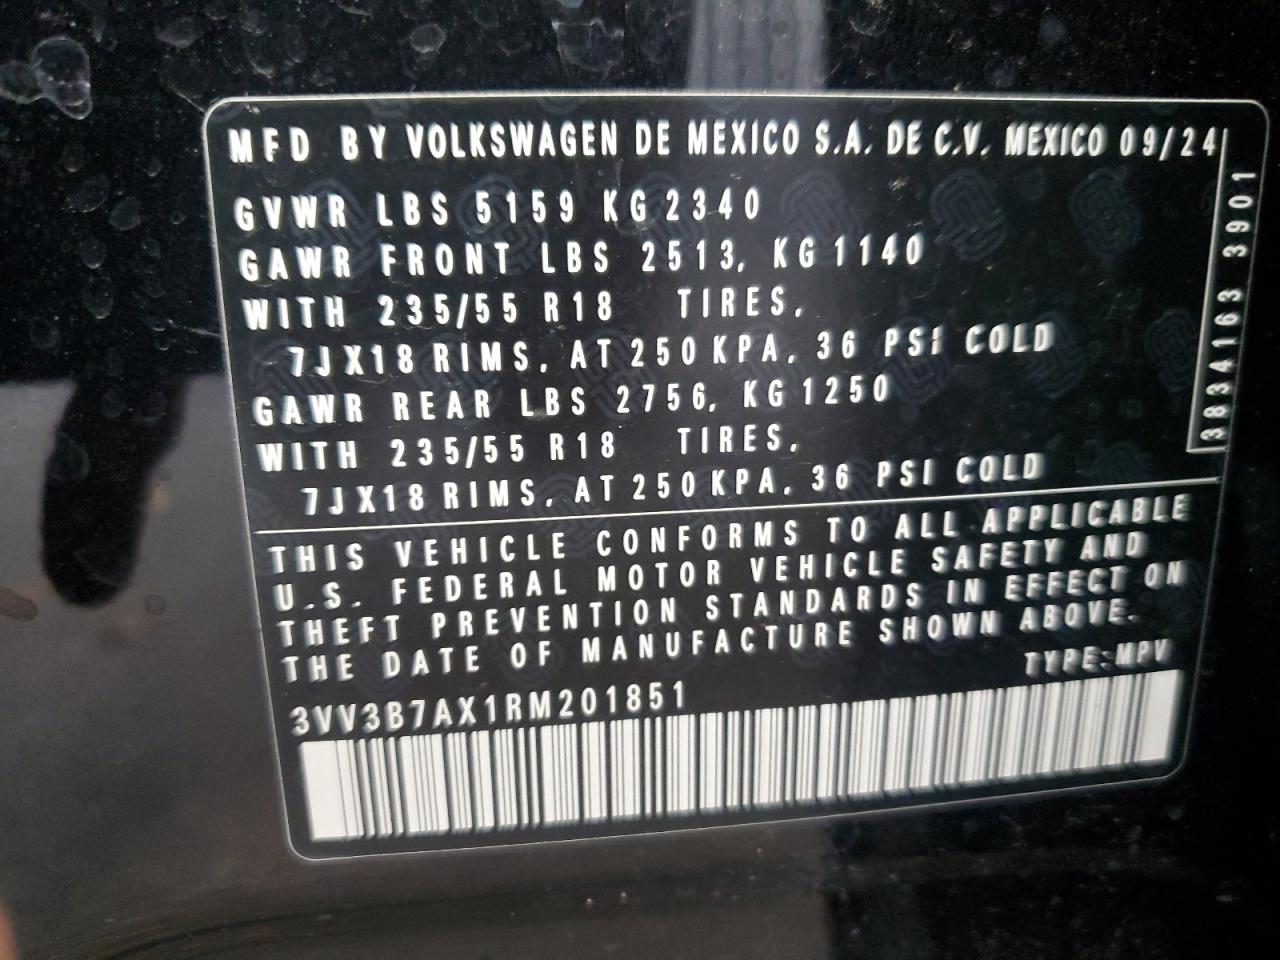 MFD BY VOLKSWAGEN DE MEXICO S.A. DE C.V. MEXICO 09/24
GVWR LBS 5159 KG 2340
GAWR FRONT LBS 2513, KG 1140
WITH 235/55 R18 TIRES,
7JX18 RIMS, AT 250 KPA, 36 PSI COLD
GAWR REAR LBS 2756, KG 1250
WITH 235/55 R18 TIRES,
7JX18 RIMS, AT 250 KPA, 36 PSI COLD
THIS VEHICLE CONFORMS TO ALL APPLICABLE
U.S. FEDERAL MOTOR VEHICLE SAFETY AND
THEFT PREVENTION STANDARDS IN EFFECT ON
THE DATE OF MANUFACTURE SHOWN ABOVE.
TYPE: MPV
3VV3B7AX1RM201851
3834163 3901